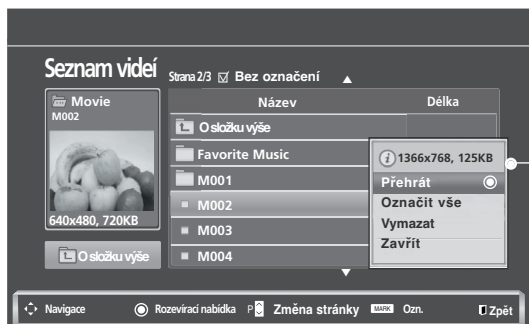 Seznam videí
Strana 2/3 Bez označení
Movie
M002
640x480, 720KB
O složku výše
Název Délka
O složku výše
Favorite Music
M001
M002
M003
M004
1366x768, 125KB
Přehrát
Označit vše
Vymazat
Zavřít
Navigace Rozevírací nabídka P Změna stránky MARK Ozn. Zpět